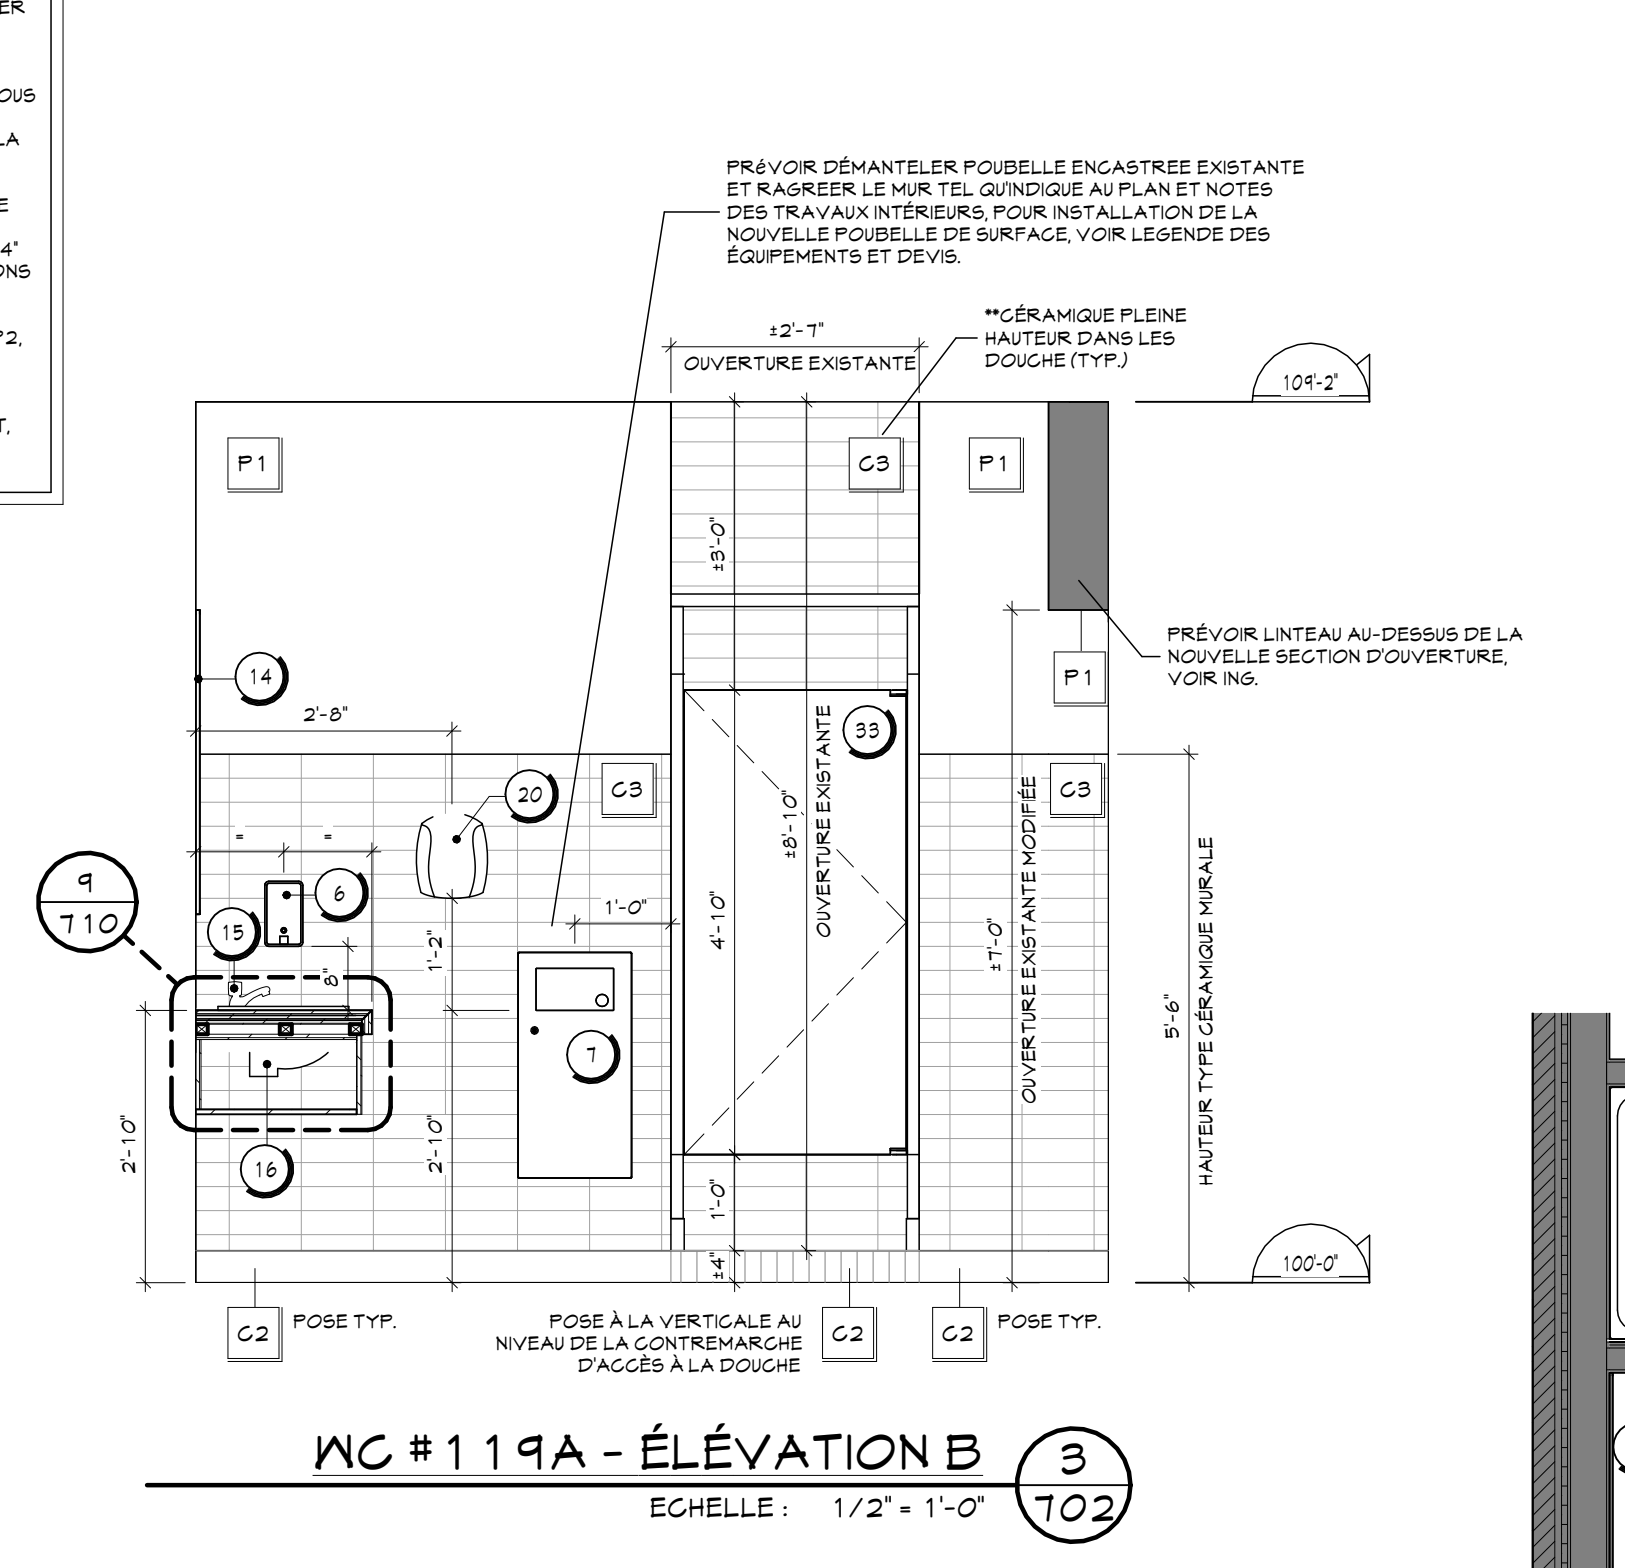 ER
OUS
LA
E
4"
ONS
P2,
T,
PRéVOIR DÉMANTELER POUBELLE ENCASTREE EXISTANTE
ET RAGREER LE MUR TEL QU'INDIQUE AU PLAN ET NOTES
DES TRAVAUX INTÉRIEURS, POUR INSTALLATION DE LA
NOUVELLE POUBELLE DE SURFACE, VOIR LEGENDE DES
ÉQUIPEMENTS ET DEVIS.
**CÉRAMIQUE PLEINE
HAUTEUR DANS LES
DOUCHE (TYP.)
±2'-7"
OUVERTURE EXISTANTE
109'-2"
P1
C3
P1
±3'-0"
PRÉVOIR LINTEAU AU-DESSUS DE LA
NOUVELLE SECTION D'OUVERTURE,
VOIR ING.
14
P1
2'-8"
33
20
C3
C3
±8'-10"
OUVERTURE EXISTANTE
= =
9
710
6
15
1'-0"
4'-10"
1'-2"
8"
±7'-0"
OUVERTURE EXISTANTE MODIFIÉE
5'-6"
HAUTEUR TYPE CÉRAMIQUE MURALE
7
2'-10"
2'-10"
16
1'-0"
±4"
100'-0"
C2
POSE TYP.
POSE À LA VERTICALE AU
NIVEAU DE LA CONTREMARCHE
D'ACCÈS À LA DOUCHE
C2
C2
POSE TYP.
WC #119A - ÉLÉVATION B
3
702
ECHELLE : 1/2" = 1'-0"